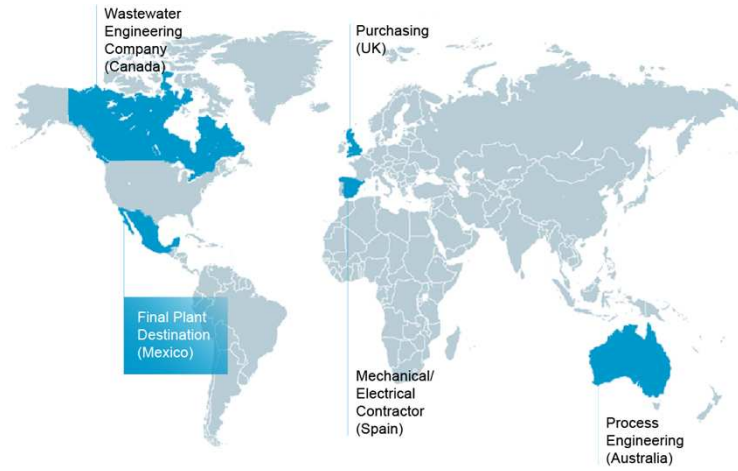 Wastewater
Engineering
Company
(Canada)
Purchasing
(UK)
Final Plant
Destination
(Mexico)
Mechanical/
Electrical
Contractor
(Spain)
Process
Engineering
(Australia)